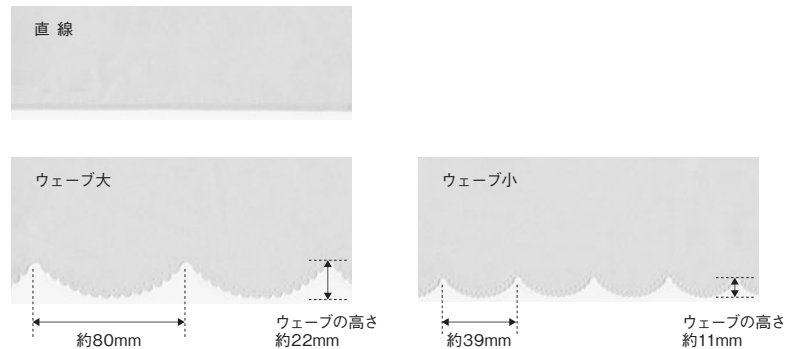 直 線
ウェーブ大
約80mm
ウェーブの高さ
約22mm
ウェーブ小
約39mm
ウェーブの高さ
約11mm